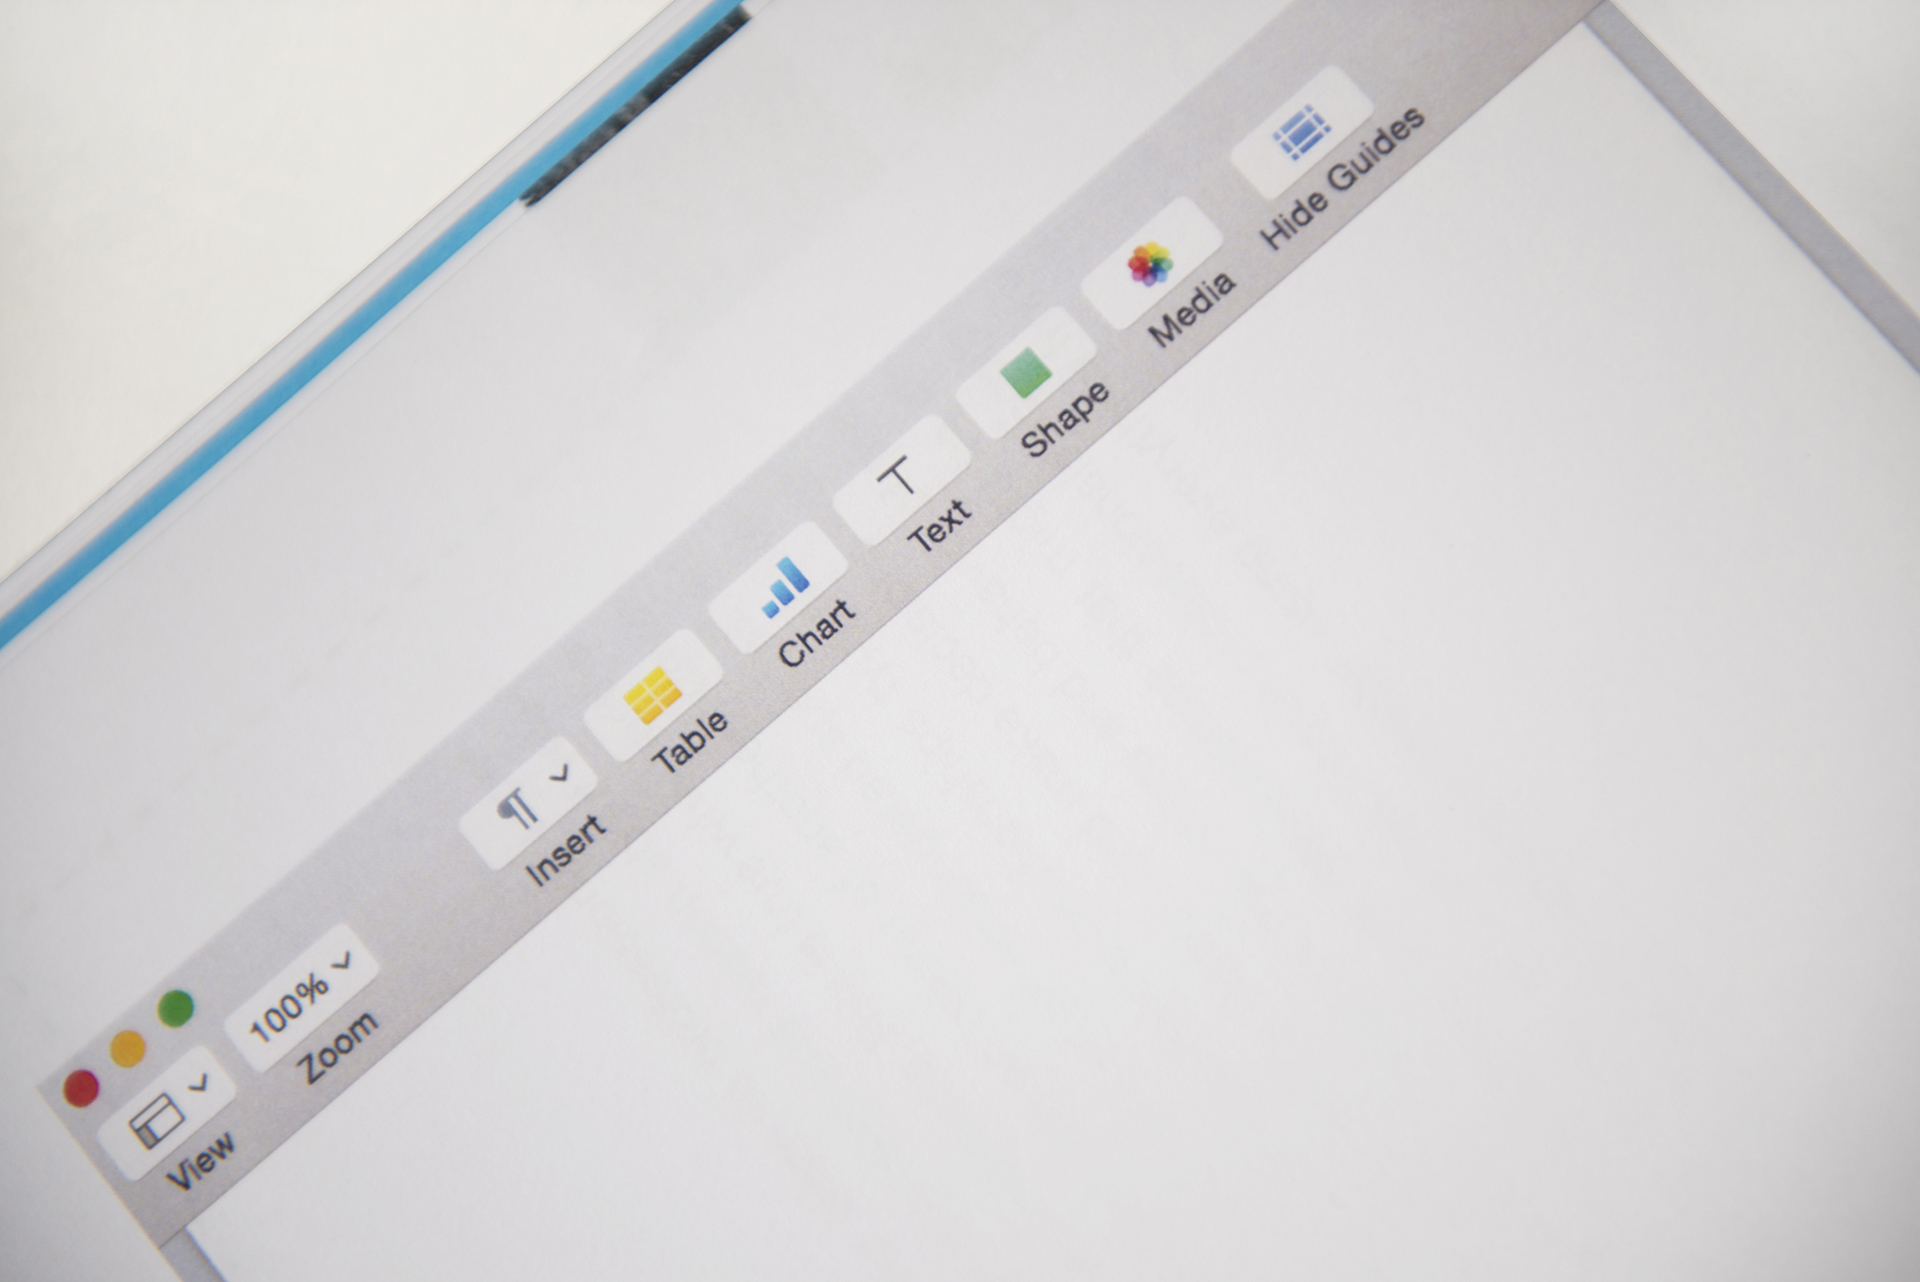 100%
View
Zoom
Insert
Table
Chart
T
Text
Shape
Media
Hide Guides